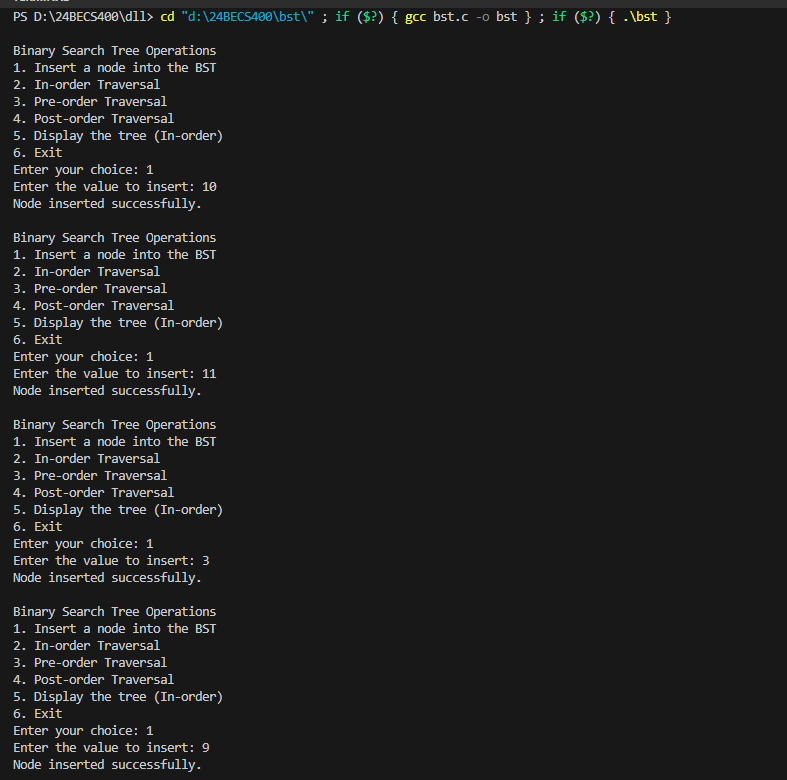 PS D:\24BECS400\dll> cd "d:\24BECS400\bst\" ; if ($?) { gcc bst.c -o bst } ; if ($?) { .\bst }
Binary Search Tree Operations
1. Insert a node into the BST
2. In-order Traversal
3. Pre-order Traversal
4. Post-order Traversal
5. Display the tree (In-order)
6. Exit
Enter your choice: 1
Enter the value to insert: 10
Node inserted successfully.
Binary Search Tree Operations
1. Insert a node into the BST
2. In-order Traversal
3. Pre-order Traversal
4. Post-order Traversal
5. Display the tree (In-order)
6. Exit
Enter your choice: 1
Enter the value to insert: 11
Node inserted successfully.
Binary Search Tree Operations
1. Insert a node into the BST
2. In-order Traversal
3. Pre-order Traversal
4. Post-order Traversal
5. Display the tree (In-order)
6. Exit
Enter your choice: 1
Enter the value to insert: 3
Node inserted successfully.
Binary Search Tree Operations
1. Insert a node into the BST
2. In-order Traversal
3. Pre-order Traversal
4. Post-order Traversal
5. Display the tree (In-order)
6. Exit
Enter your choice: 1
Enter the value to insert: 9
Node inserted successfully.